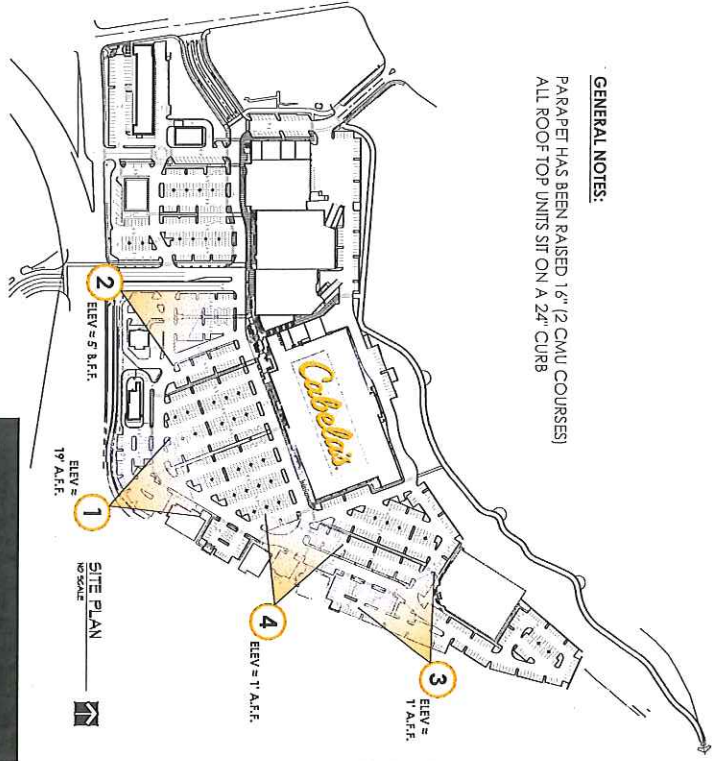 GENERAL NOTES:
PARAPET HAS BEEN RAISED 16" (2 CMU COURSES)
ALL ROOF TOP UNITS SIT ON A 24" CURB
Cabela's
2
ELEV = 5' B.F.F.
1
ELEV =
19' A.F.F.
4
ELEV = 1' A.F.F.
3
ELEV =
1' A.F.F.
SITE PLAN
NO SCALE